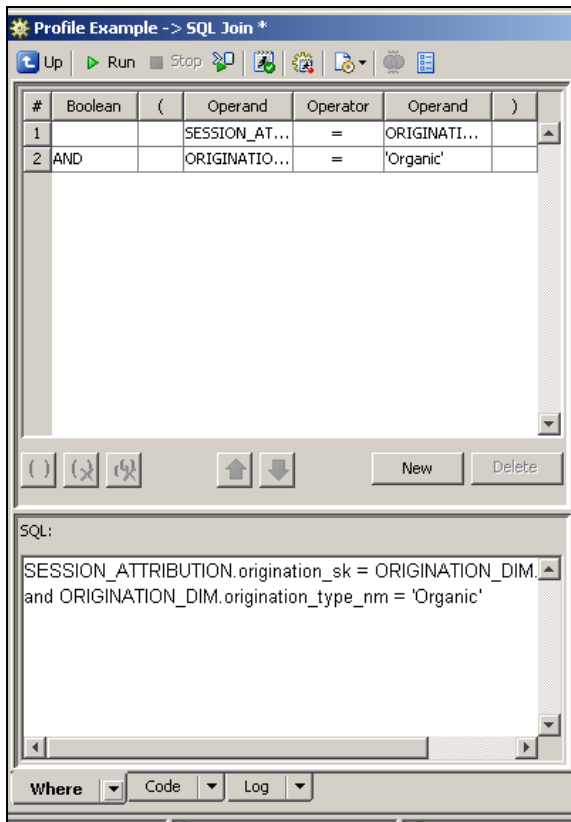 Profile Example -> SQL Join *
Up Run Stop
# Boolean ( Operand Operator Operand )
1 SESSION_AT... = ORIGINATI...
2 AND ORIGINATIO... = 'Organic'
( ) New Delete
SQL:
SESSION_ATTRIBUTION.origination_sk = ORIGINATION_DIM.
and ORIGINATION_DIM.origination_type_nm = 'Organic'
Where Code Log